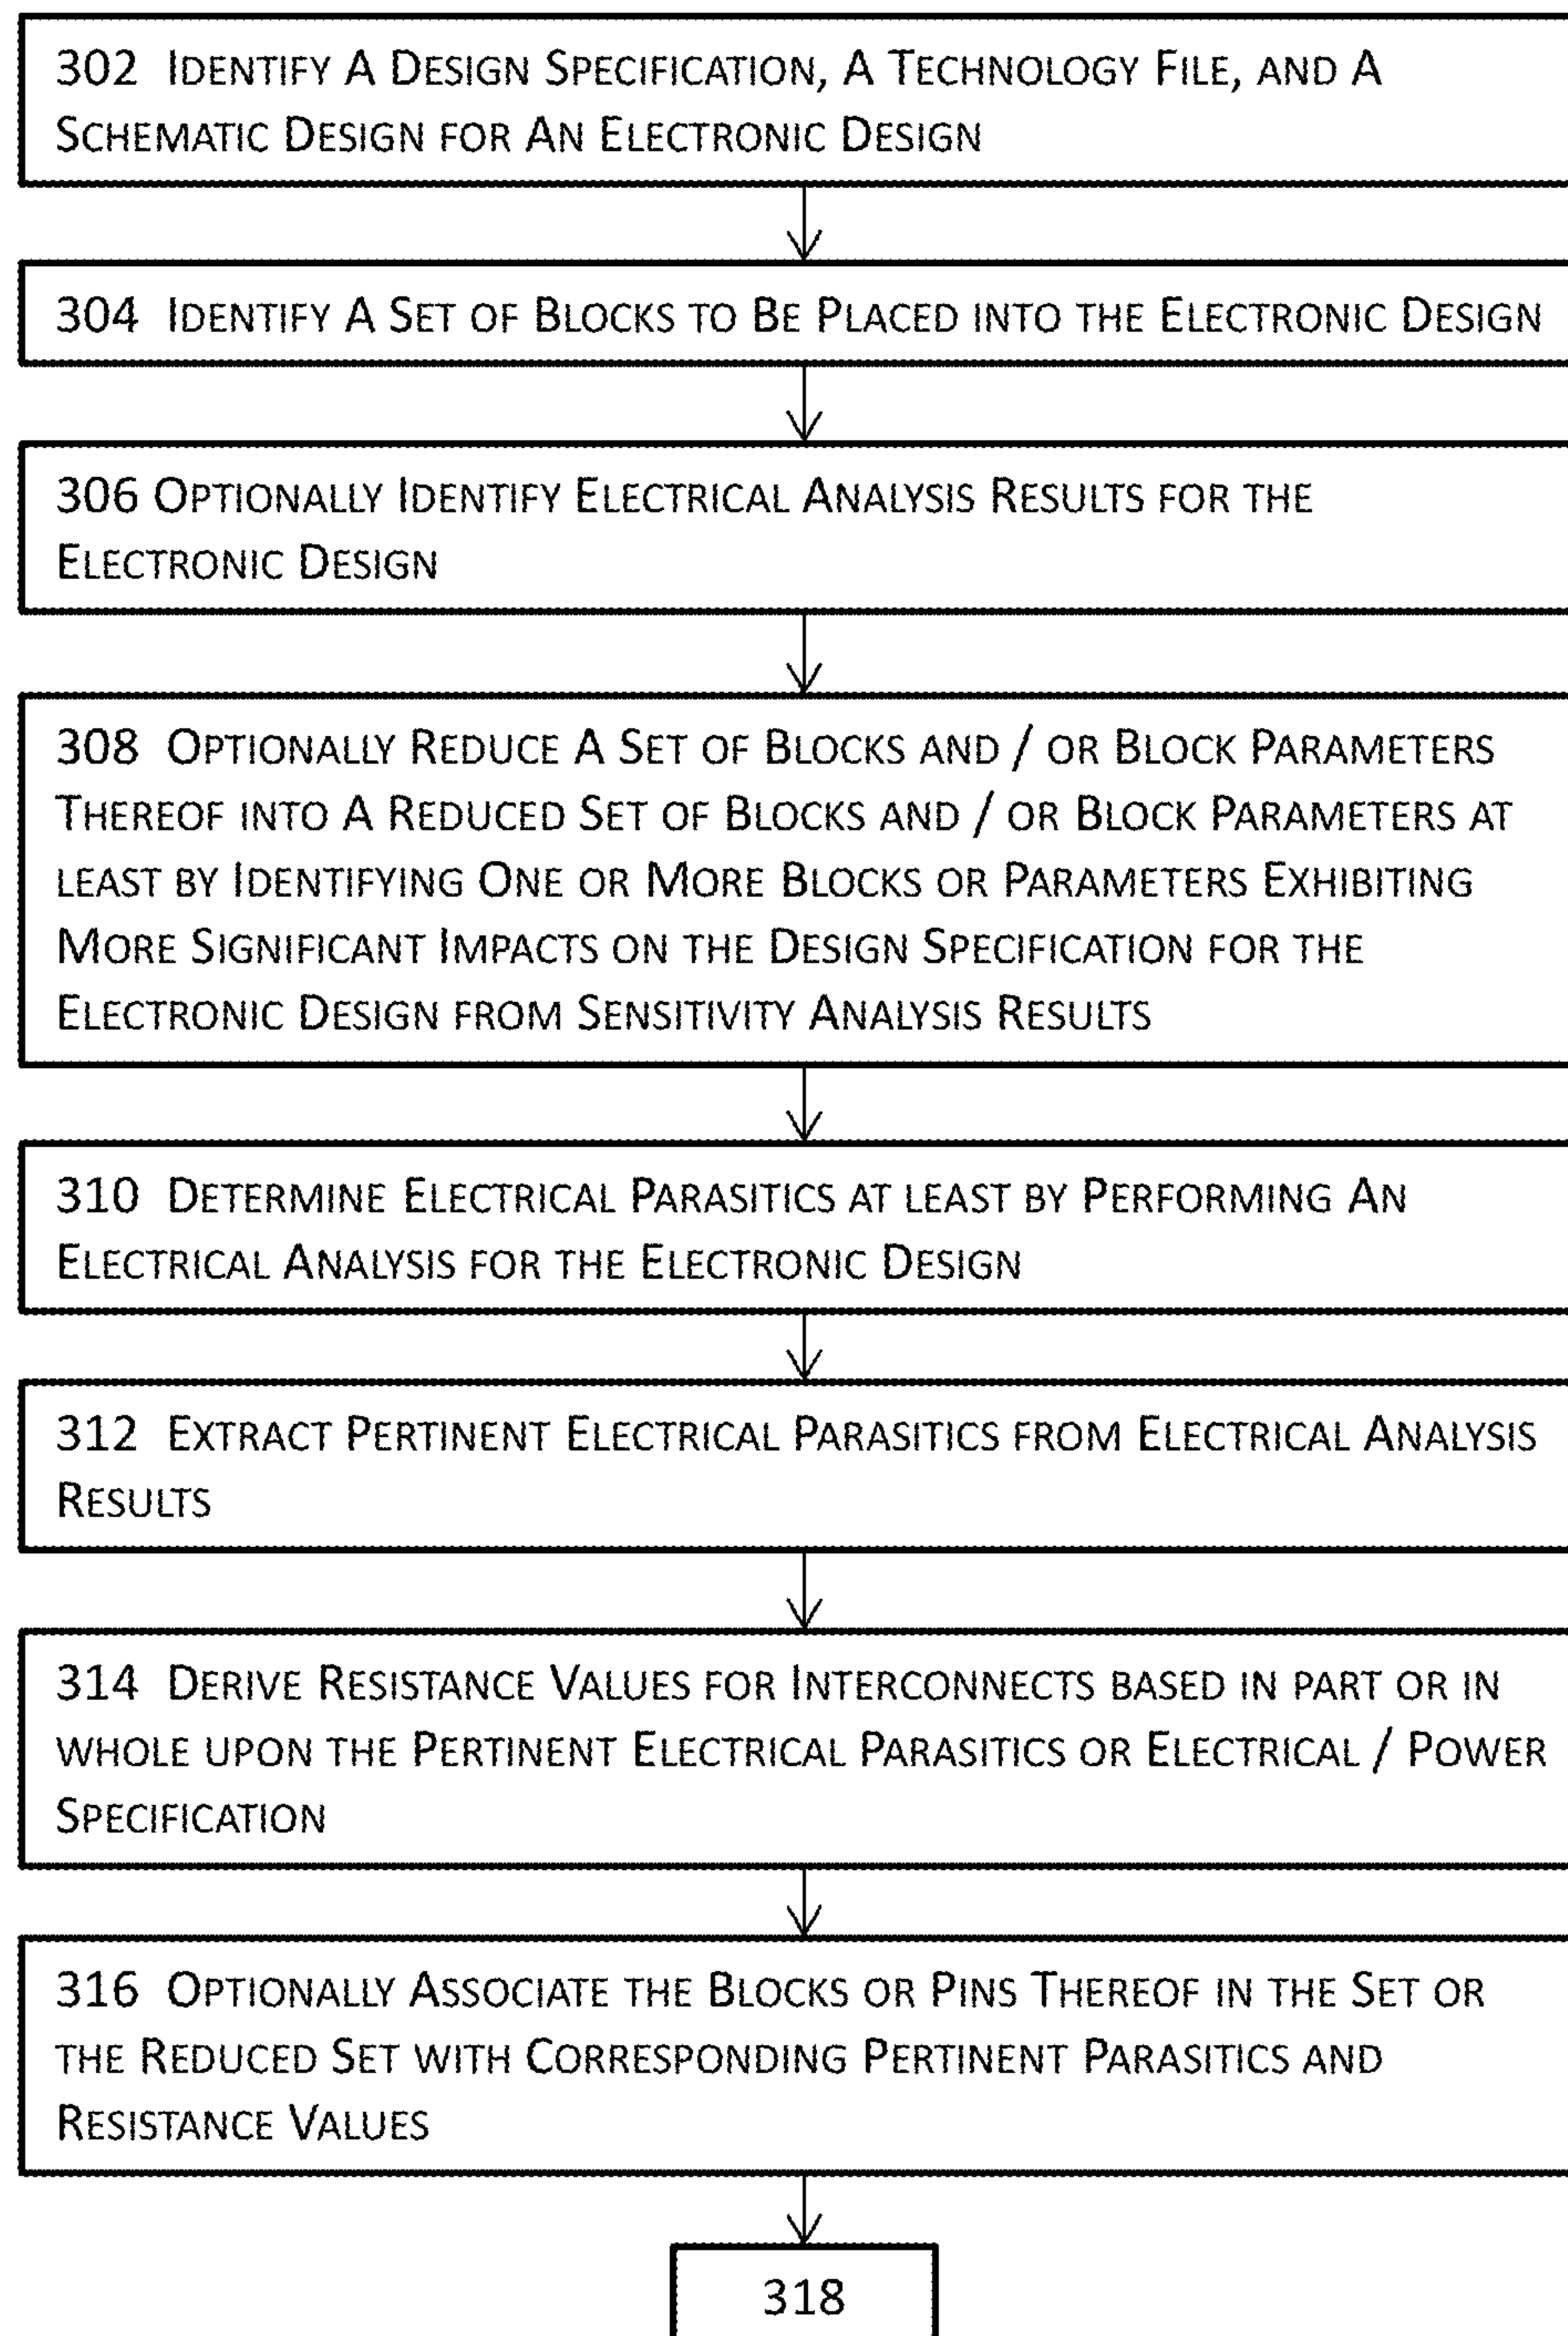 302 IDENTIFY A DESIGN SPECIFICATION, A TECHNOLOGY FILE, AND A
SCHEMATIC DESIGN FOR AN ELECTRONIC DESIGN
304 IDENTIFY A SET OF BLOCKS TO BE PLACED INTO THE ELECTRONIC DESIGN
306 OPTIONALLY IDENTIFY ELECTRICAL ANALYSIS RESULTS FOR THE
ELECTRONIC DESIGN
308 OPTIONALLY REDUCE A SET OF BLOCKS AND / OR BLOCK PARAMETERS
THEREOF INTO A REDUCED SET OF BLOCKS AND / OR BLOCK PARAMETERS AT
LEAST BY IDENTIFYING ONE OR MORE BLOCKS OR PARAMETERS EXHIBITING
MORE SIGNIFICANT IMPACTS ON THE DESIGN SPECIFICATION FOR THE
ELECTRONIC DESIGN FROM SENSITIVITY ANALYSIS RESULTS
310 DETERMINE ELECTRICAL PARASITICS AT LEAST BY PERFORMING AN
ELECTRICAL ANALYSIS FOR THE ELECTRONIC DESIGN
312 EXTRACT PERTINENT ELECTRICAL PARASITICS FROM ELECTRICAL ANALYSIS
RESULTS
314 DERIVE RESISTANCE VALUES FOR INTERCONNECTS BASED IN PART OR IN
WHOLE UPON THE PERTINENT ELECTRICAL PARASITICS OR ELECTRICAL / POWER
SPECIFICATION
316 OPTIONALLY ASSOCIATE THE BLOCKS OR PINS THEREOF IN THE SET OR
THE REDUCED SET WITH CORRESPONDING PERTINENT PARASITICS AND
RESISTANCE VALUES
318